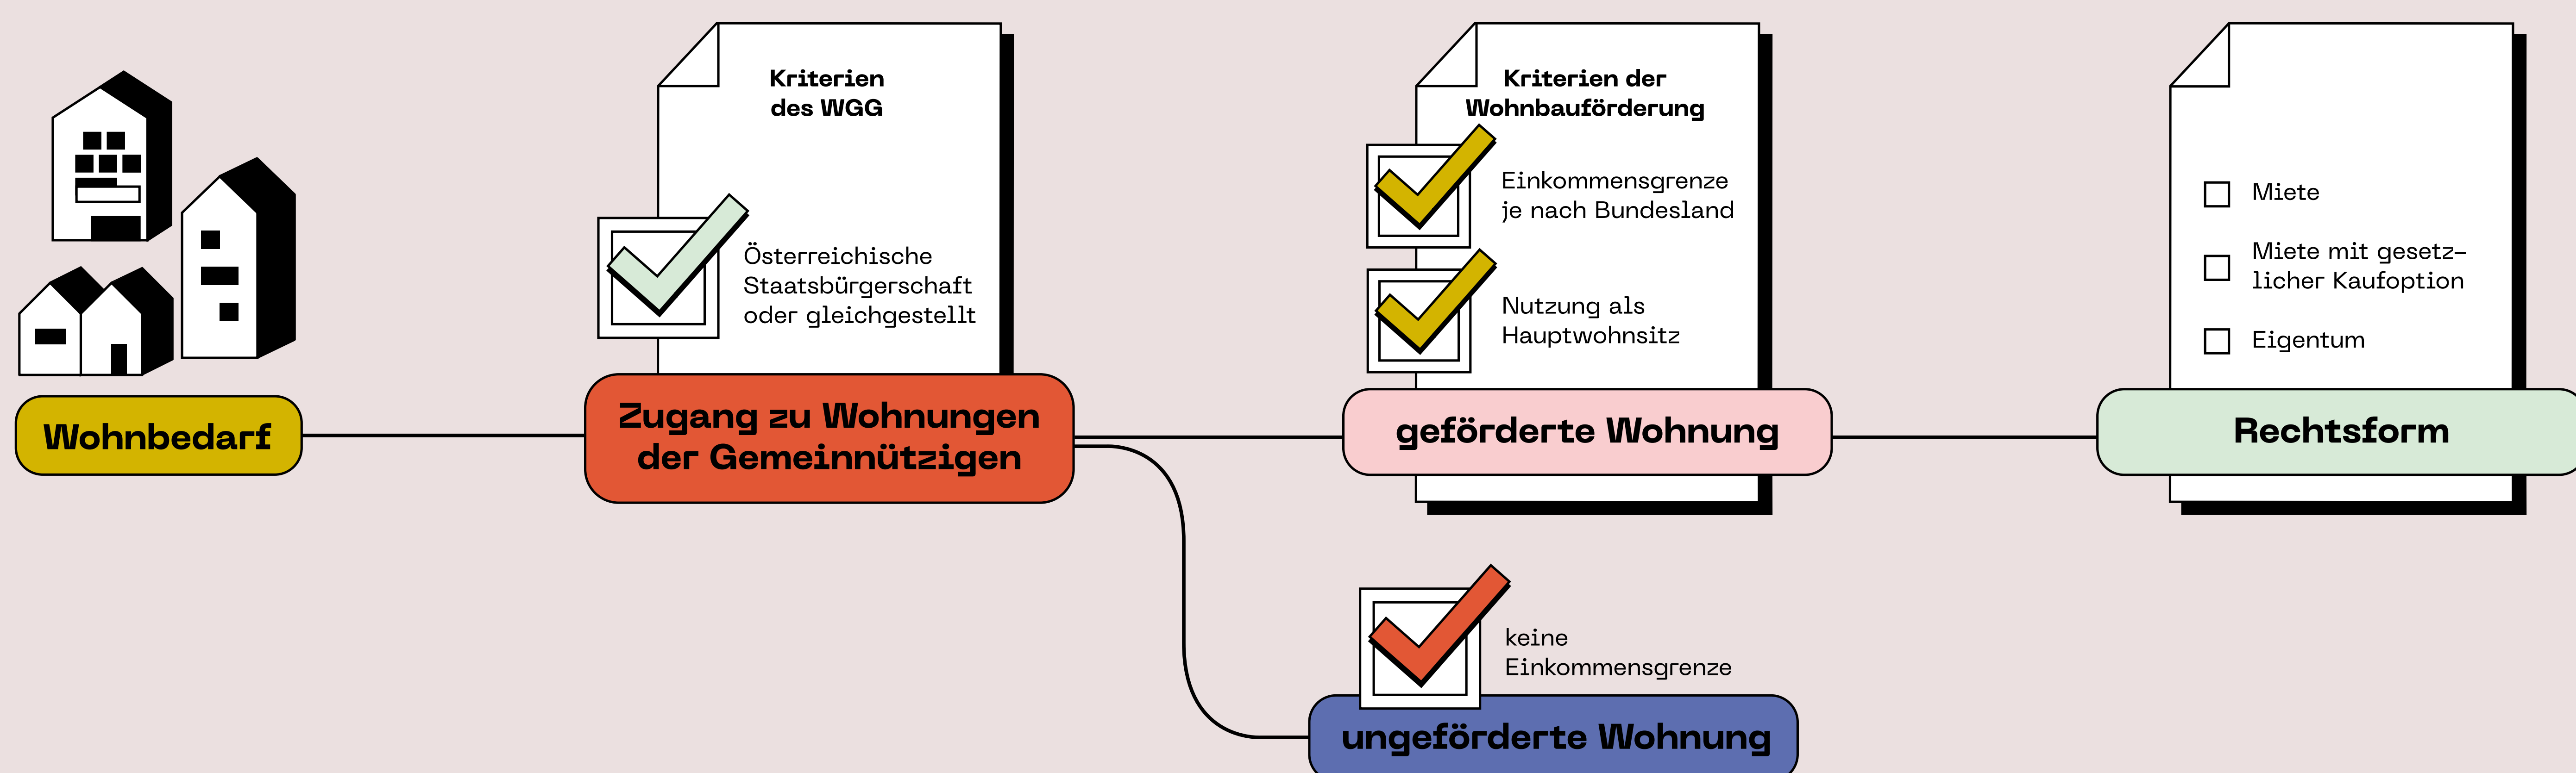 Wohnbedarf
Kriterien
des WGG
Österreichische
Staatsbürgerschaft
oder gleichgestellt
Zugang zu Wohnungen
der Gemeinnützigen
Kriterien der
Wohnbauförderung
Einkommensgrenze
je nach Bundesland
Nutzung als
Hauptwohnsitz
geförderte Wohnung
keine
Einkommensgrenze
ungeförderte Wohnung
Miete
Miete mit gesetz-
licher Kaufoption
Eigentum
Rechtsform